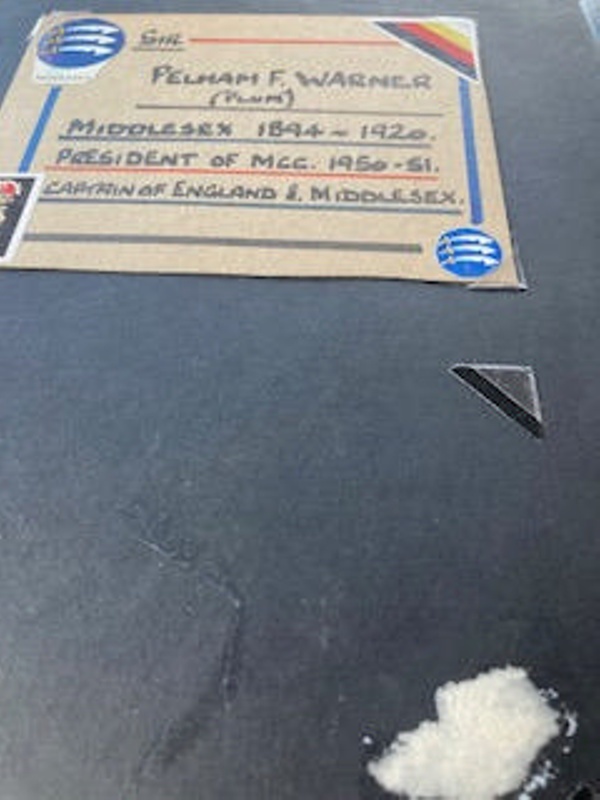 SIR
PELHAM F. WARNER
(PLUM)
MIDDLESEX 1894 - 1920.
PRESIDENT OF MCC. 1950-51.
CAPTAIN OF ENGLAND & MIDDLESEX.